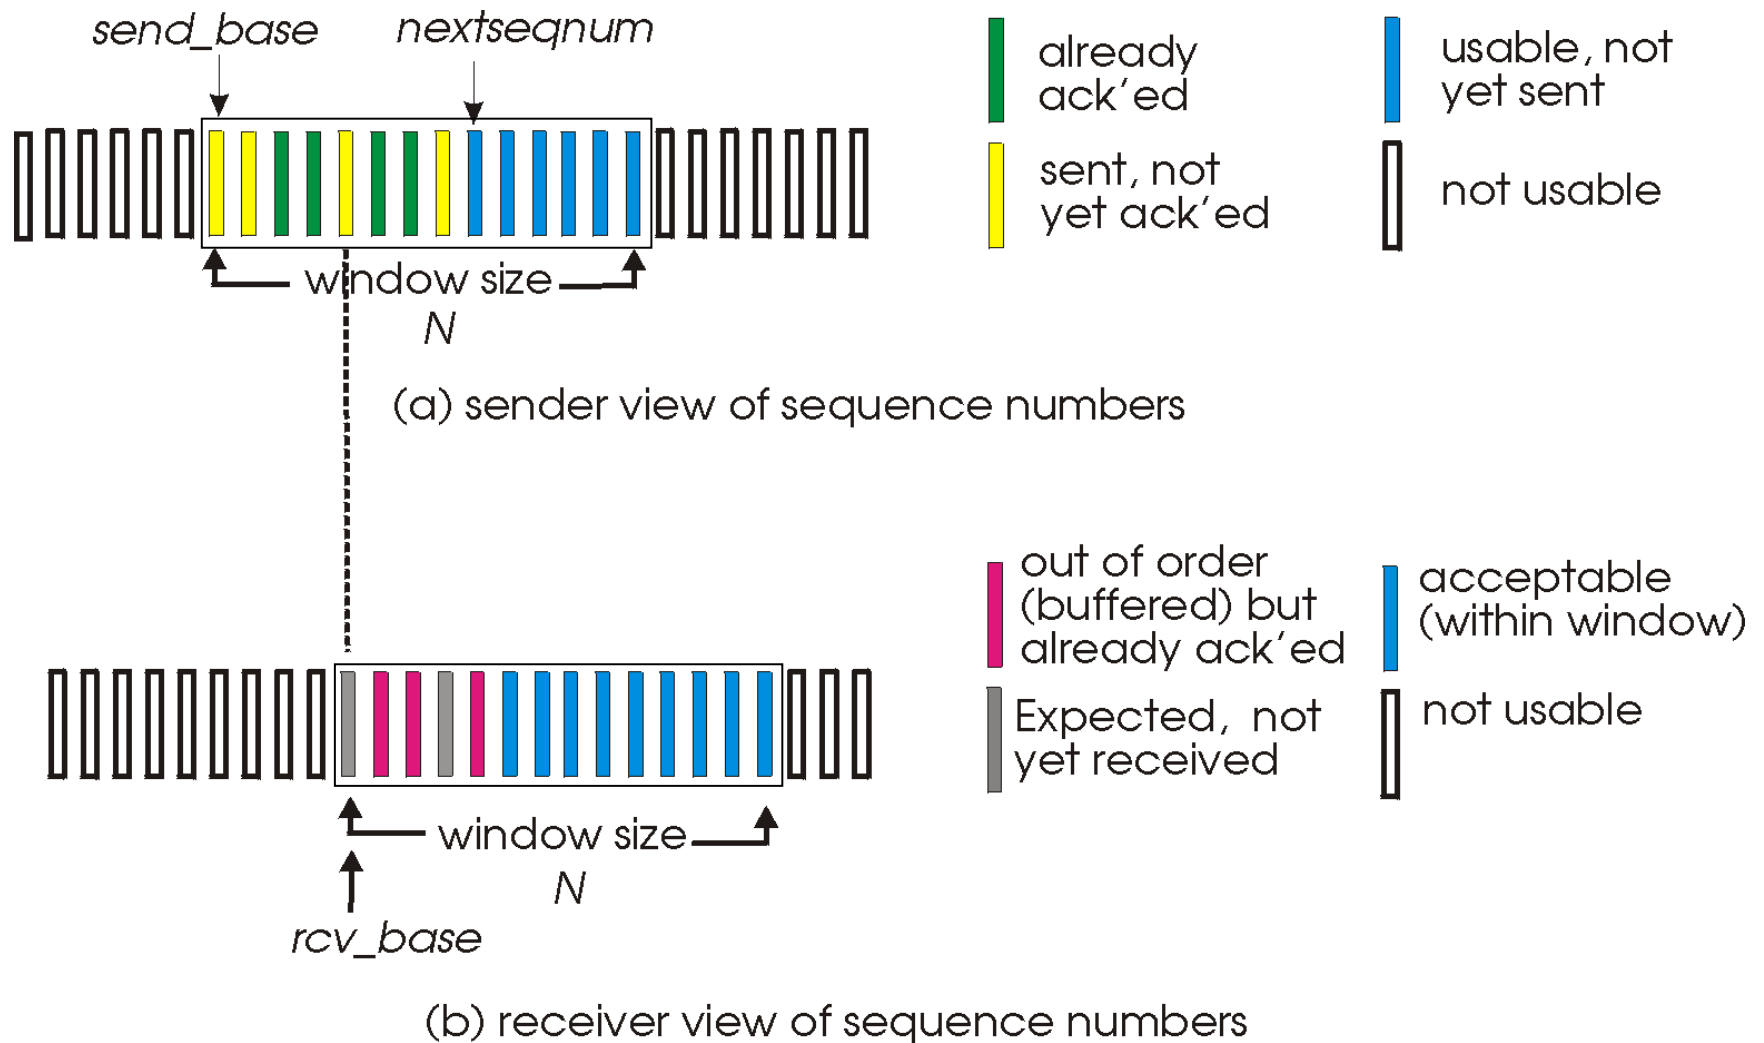 send_base
nextseqnum
already
ack'ed
usable, not
yet sent
sent, not
yet ack'ed
not usable
window size
N
(a) sender view of sequence numbers
out of order
(buffered) but
already ack'ed
acceptable
(within window)
Expected, not
yet received
not usable
window size
N
rcv_base
(b) receiver view of sequence numbers